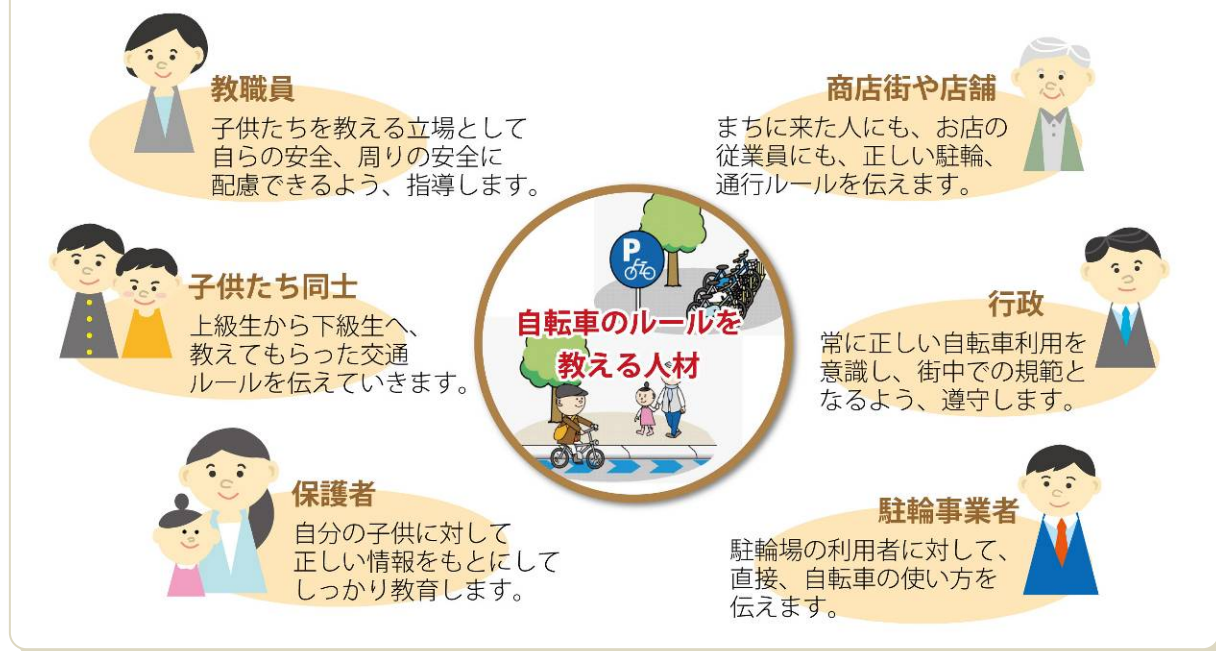 教職員
子供たちを教える立場として
自らの安全、周りの安全に
配慮できるよう、指導します。
商店街や店舗
まちに来た人にも、お店の
従業員にも、正しい駐輪、
通行ルールを伝えます。
子供たち同士
上級生から下級生へ、
教えてもらった交通
ルールを伝えていきます。
P
自転車のルールを
教える人材
行政
常に正しい自転車利用を
意識し、街中での規範と
なるよう、遵守します。
保護者
自分の子供に対して
正しい情報をもとにして
しっかり教育します。
駐輪事業者
駐輪場の利用者に対して、
直接、自転車の使い方を
伝えます。